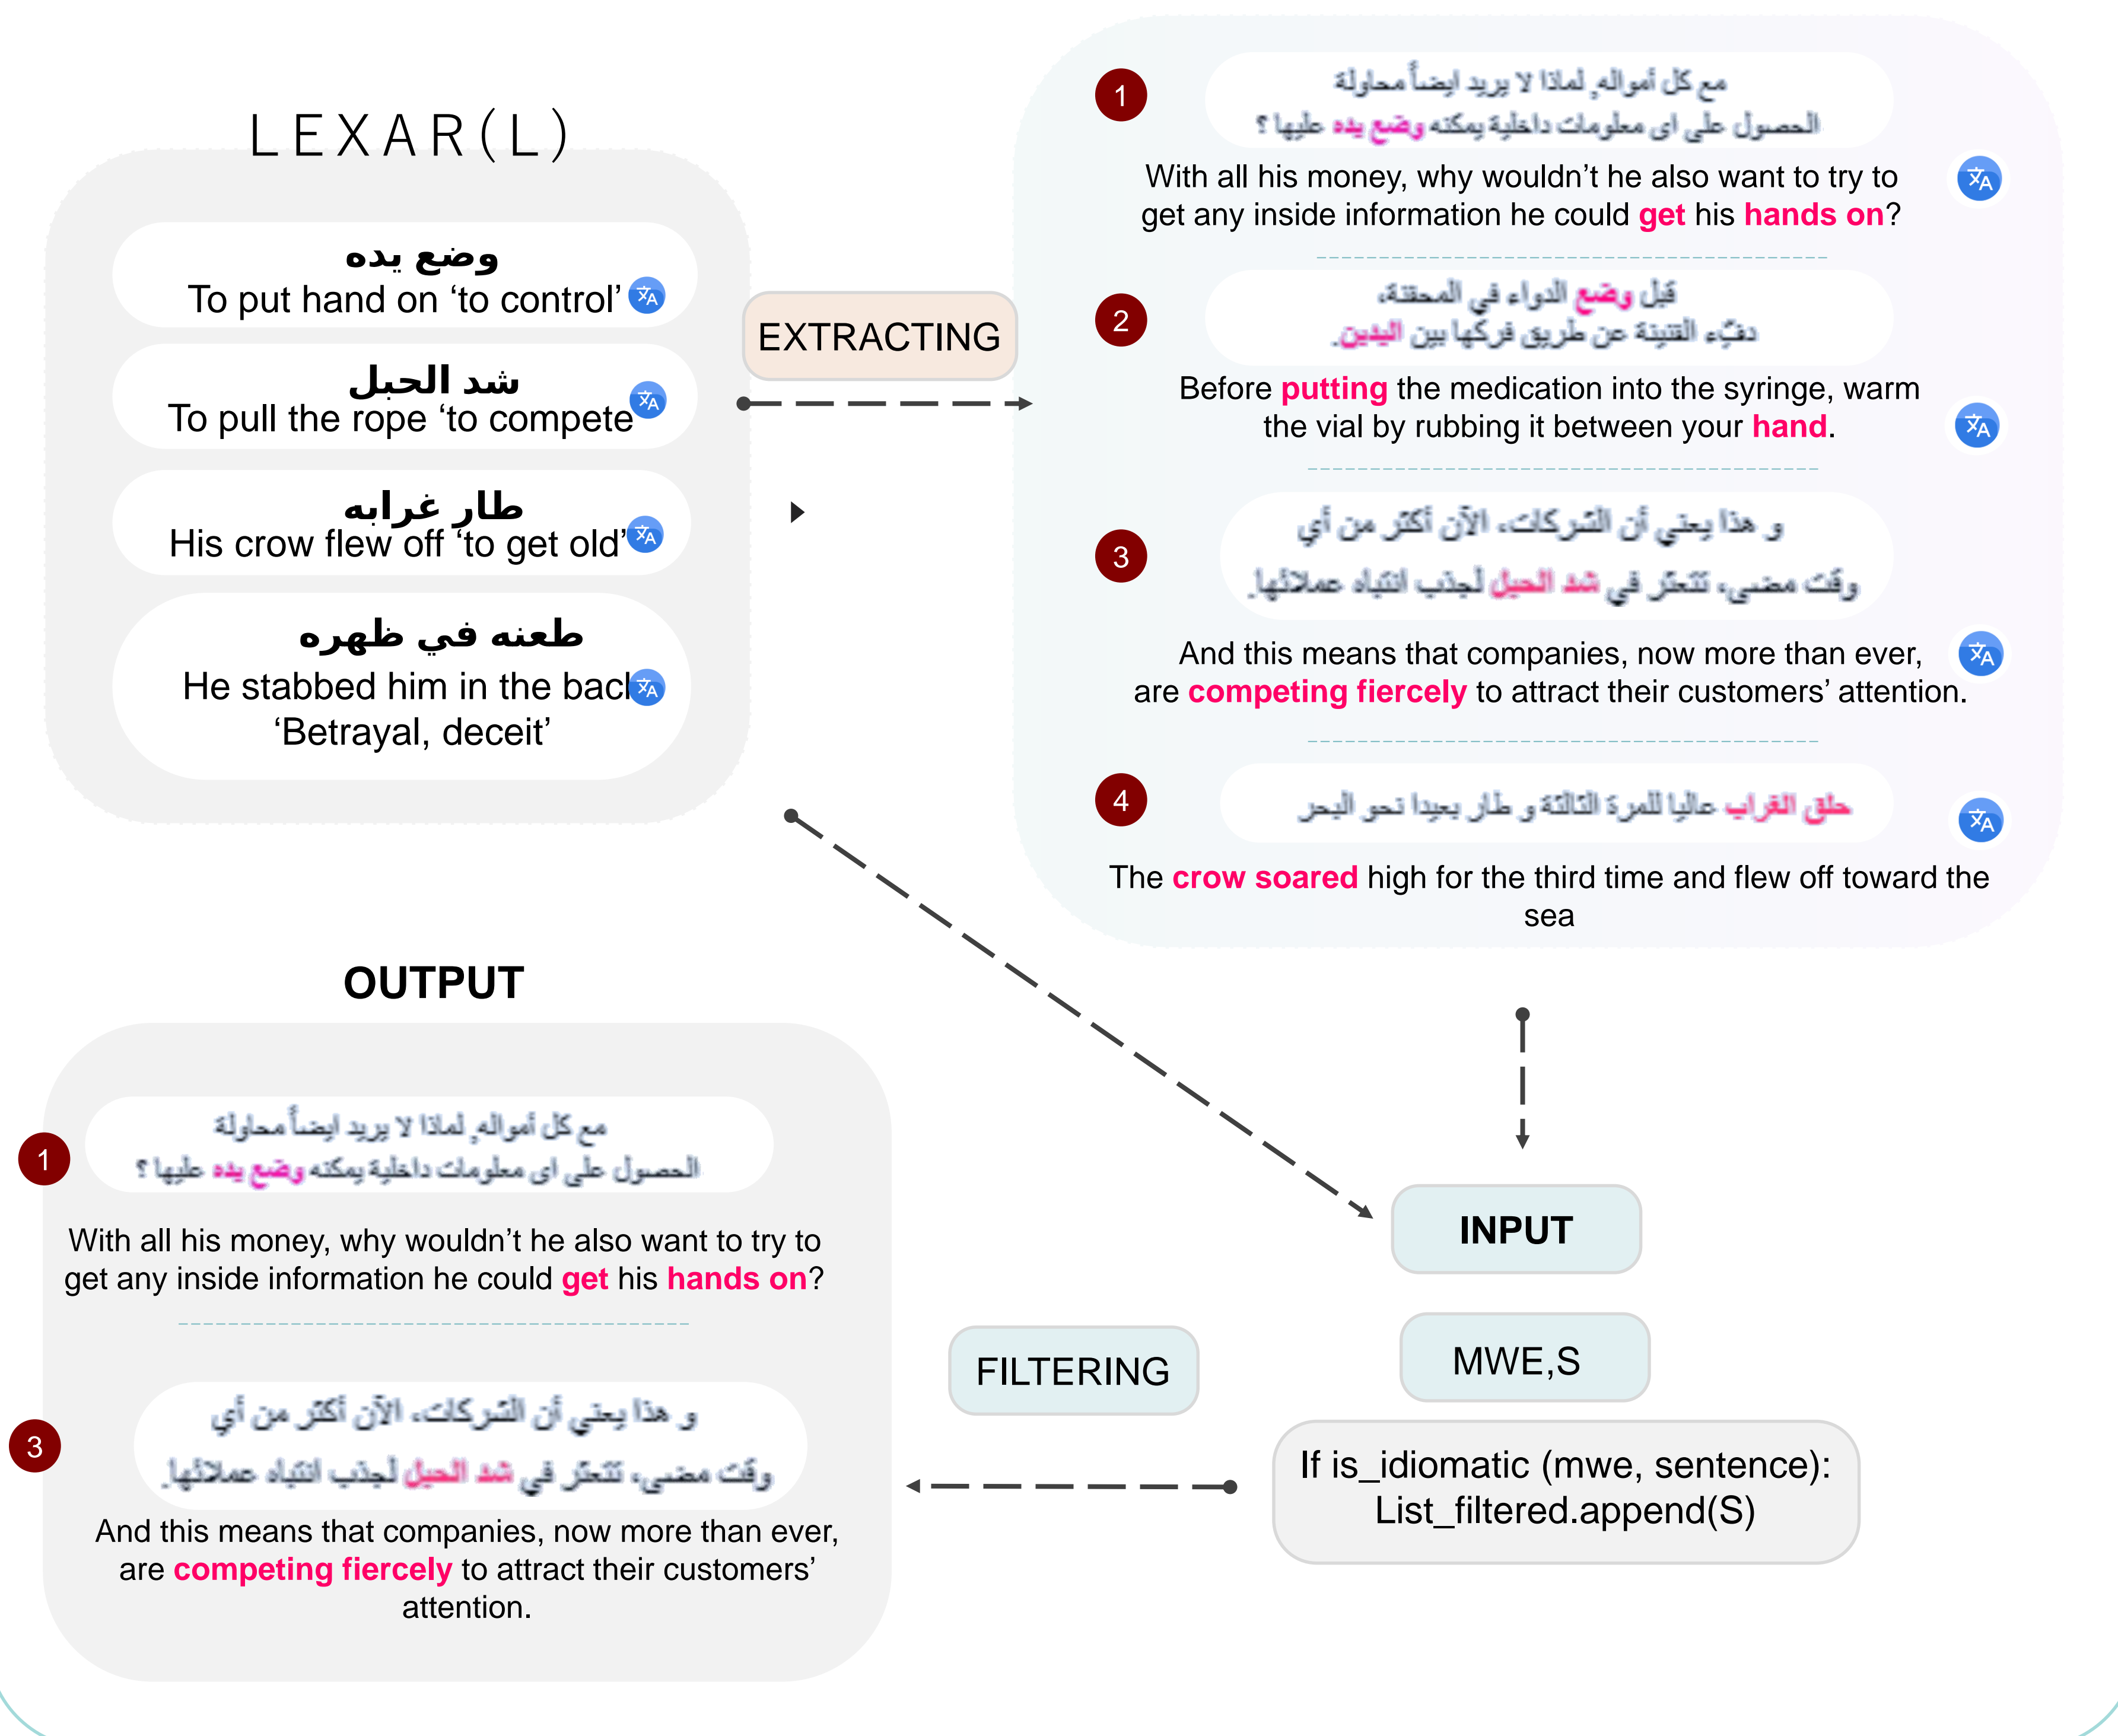 LEXAR(L)
وضع يده
To put hand on ‘to control’
شد الحبل
To pull the rope ‘to compete
طار غرابه
His crow flew off ‘to get old’
طعنه في ظهره
He stabbed him in the back
‘Betrayal, deceit’
EXTRACTING
1
مع كل أمواله, لماذا لا يريد ايضاً محاولة
الحصول على اى معلومات داخلية يمكنه وضع يده عليها ؟
With all his money, why wouldn’t he also want to try to
get any inside information he could get his hands on?
2
قبل وضع الدواء في المحقنة،
دفّء القنينة عن طريق فركها بين اليدين.
Before putting the medication into the syringe, warm
the vial by rubbing it between your hand.
3
و هذا يعني أن الشركات، الآن أكثر من أي
وقت مضى، تتعثر في شد الحبل لجذب انتباه عملائها.
And this means that companies, now more than ever,
are competing fiercely to attract their customers’ attention.
4
حلق الغراب عاليا للمرة الثالثة و طار بعيدا نحو البحر
The crow soared high for the third time and flew off toward the
sea
INPUT
MWE,S
If is_idiomatic (mwe, sentence):
List_filtered.append(S)
FILTERING
OUTPUT
1
مع كل أمواله, لماذا لا يريد ايضاً محاولة
الحصول على اى معلومات داخلية يمكنه وضع يده عليها ؟
With all his money, why wouldn’t he also want to try to
get any inside information he could get his hands on?
3
و هذا يعني أن الشركات، الآن أكثر من أي
وقت مضى، تتعثر في شد الحبل لجذب انتباه عملائها.
And this means that companies, now more than ever,
are competing fiercely to attract their customers’
attention.